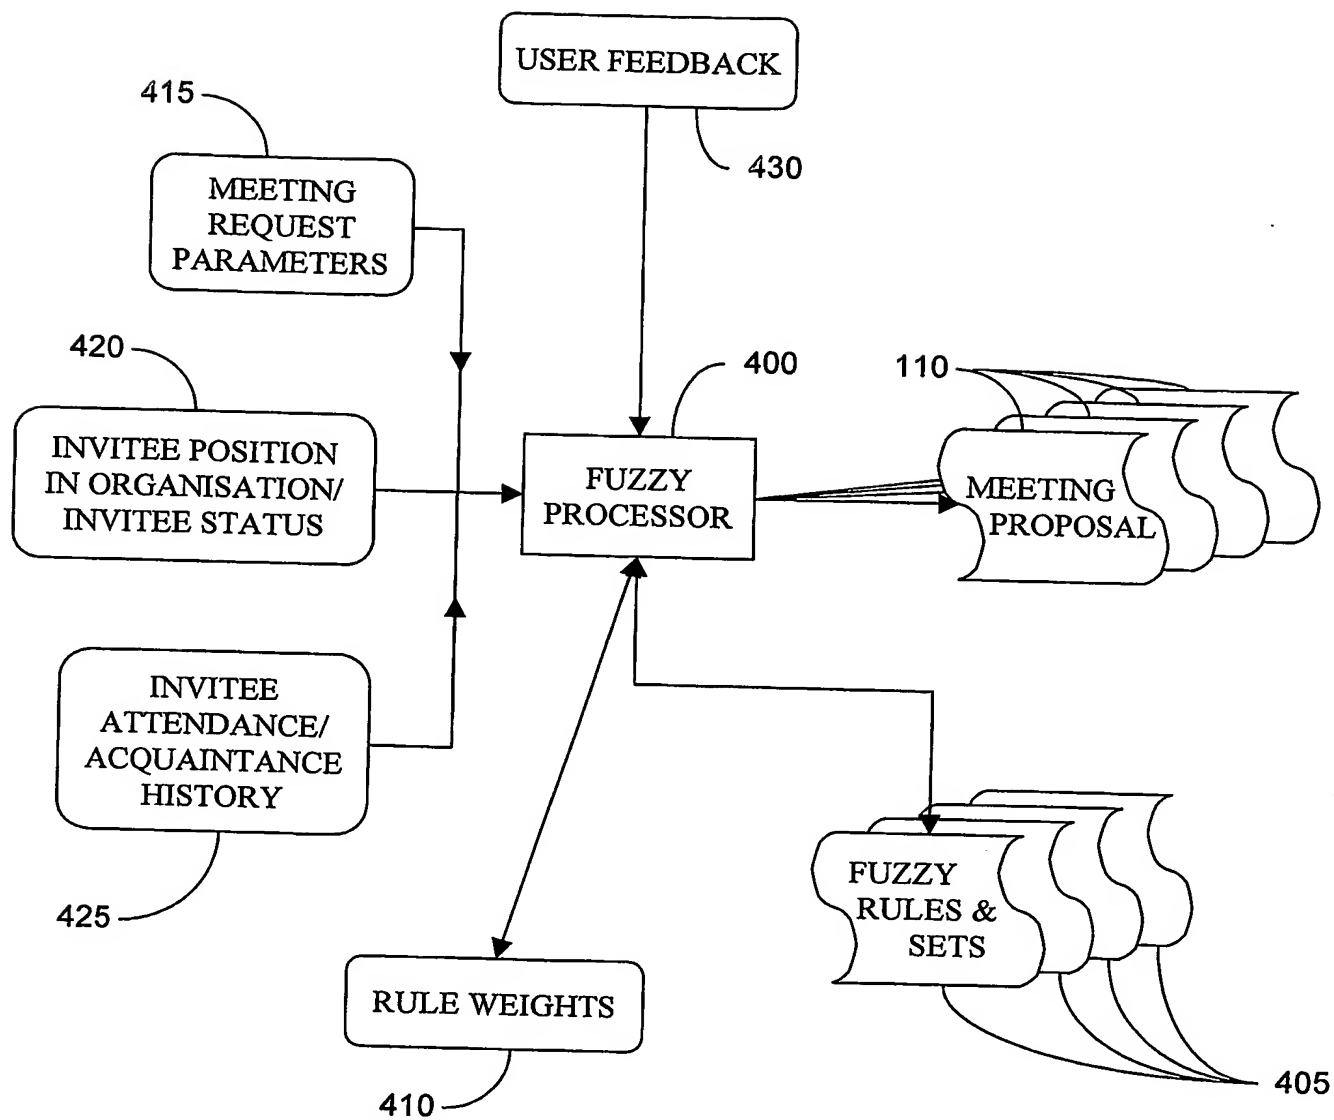 USER FEEDBACK
430
415
MEETING
REQUEST
PARAMETERS
420
INVITEE POSITION
IN ORGANISATION/
INVITEE STATUS
400
FUZZY
PROCESSOR
110
MEETING
PROPOSAL
INVITEE
ATTENDANCE/
ACQUAINTANCE
HISTORY
425
FUZZY
RULES &
SETS
405
RULE WEIGHTS
410